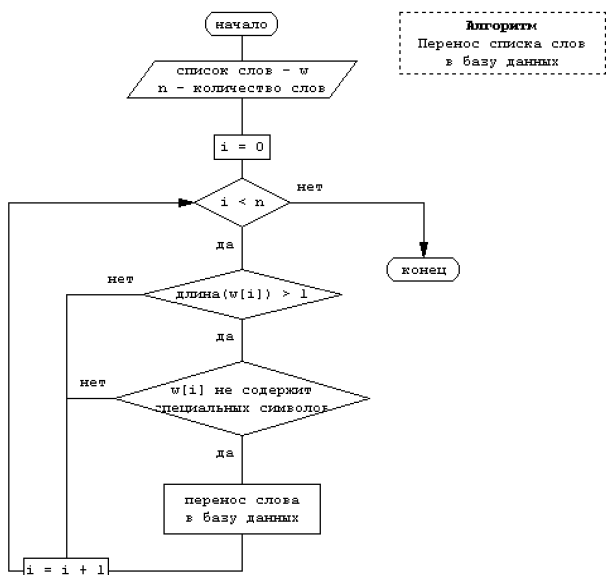 начало
Алгоритм
Перенос списка слов
в базу данных
список слов - w
n - количество слов
i = 0
нет
i < n
да
конец
нет
длина(w[i]) > 1
да
нет
w[i] не содержит
специальных символов
да
перенос слова
в базу данных
i = i + 1